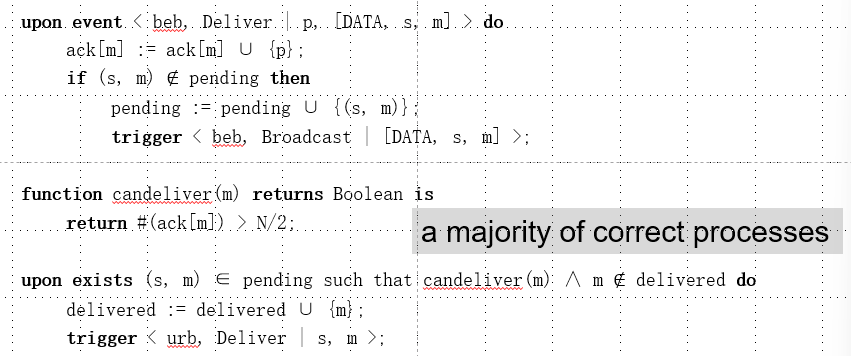 upon event < beb, Deliver | p, [DATA, s, m] > do
ack[m] := ack[m] ∪ {p};
if (s, m) ∉ pending then
pending := pending ∪ {(s, m)};
trigger < beb, Broadcast | [DATA, s, m] >;
function candeliver(m) returns Boolean is
return #(ack[m]) > N/2;
a majority of correct processes
upon exists (s, m) ∈ pending such that candeliver(m) ∧ m ∉ delivered do
delivered := delivered ∪ {m};
trigger < urb, Deliver | s, m >;